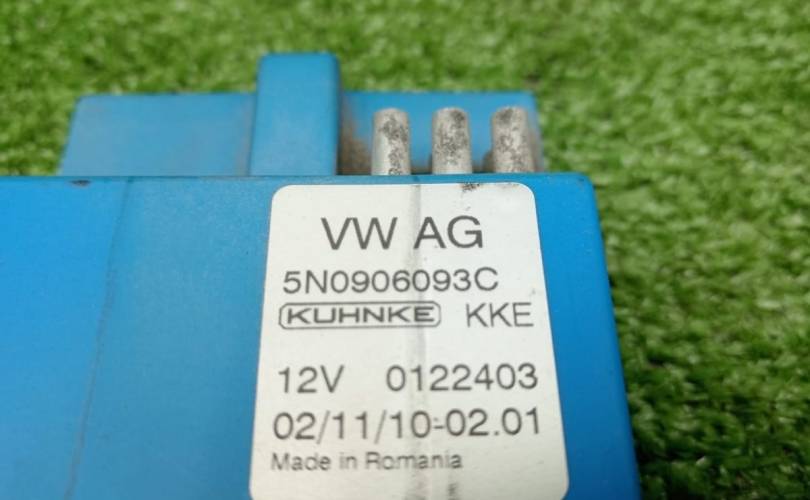 VW AG
5N0906093C
KUHNKE KKE
12V 0122403
02/11/10-02.01
Made in Romania